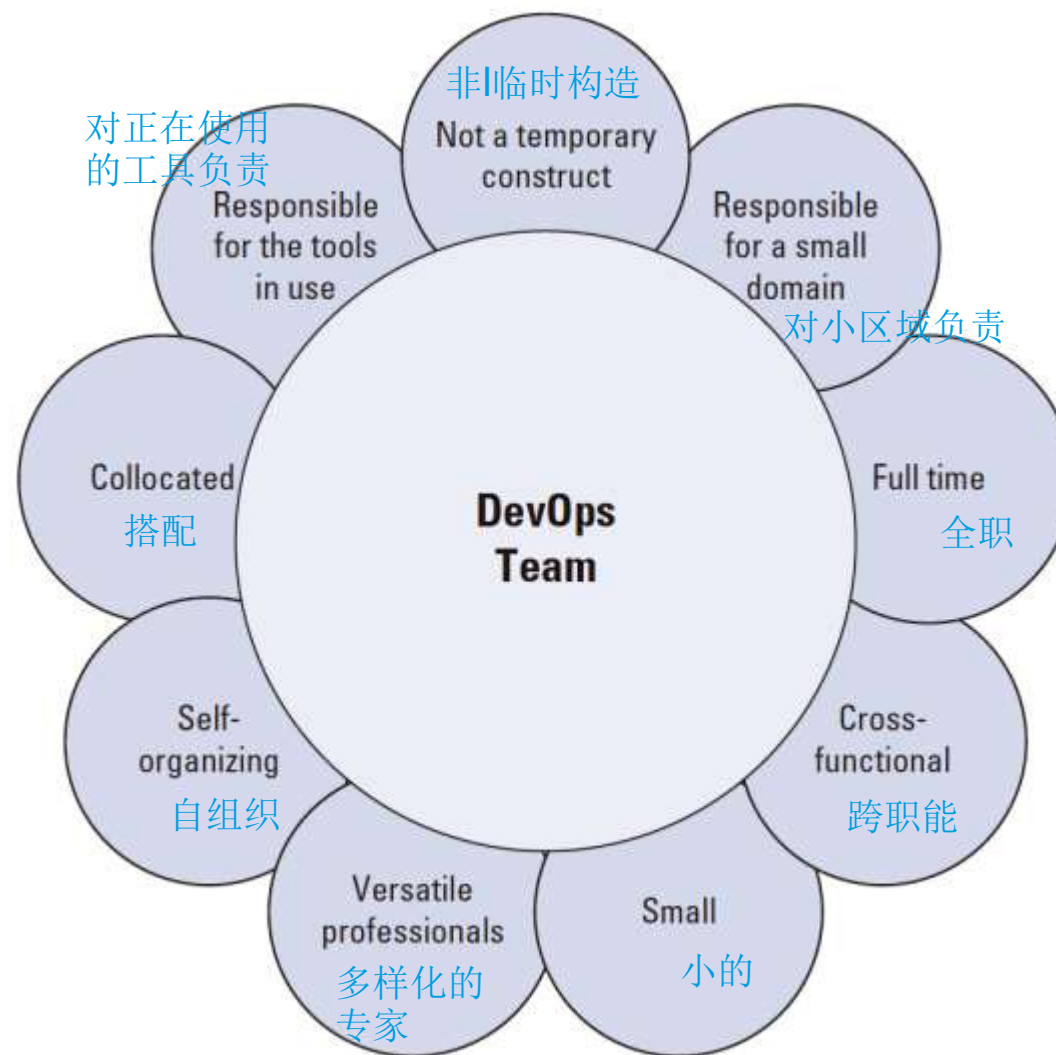 非l临时构造
Not a temporary
construct
对正在使用
的工具负责
Responsible
for the tools
in use
Responsible
for a small
domain
对小区域负责
Collocated
搭配
DevOps
Team
Full time
全职
Self-
organizing
自组织
Cross-
functional
跨职能
Versatile
professionals
多样化的
专家
Small
小的